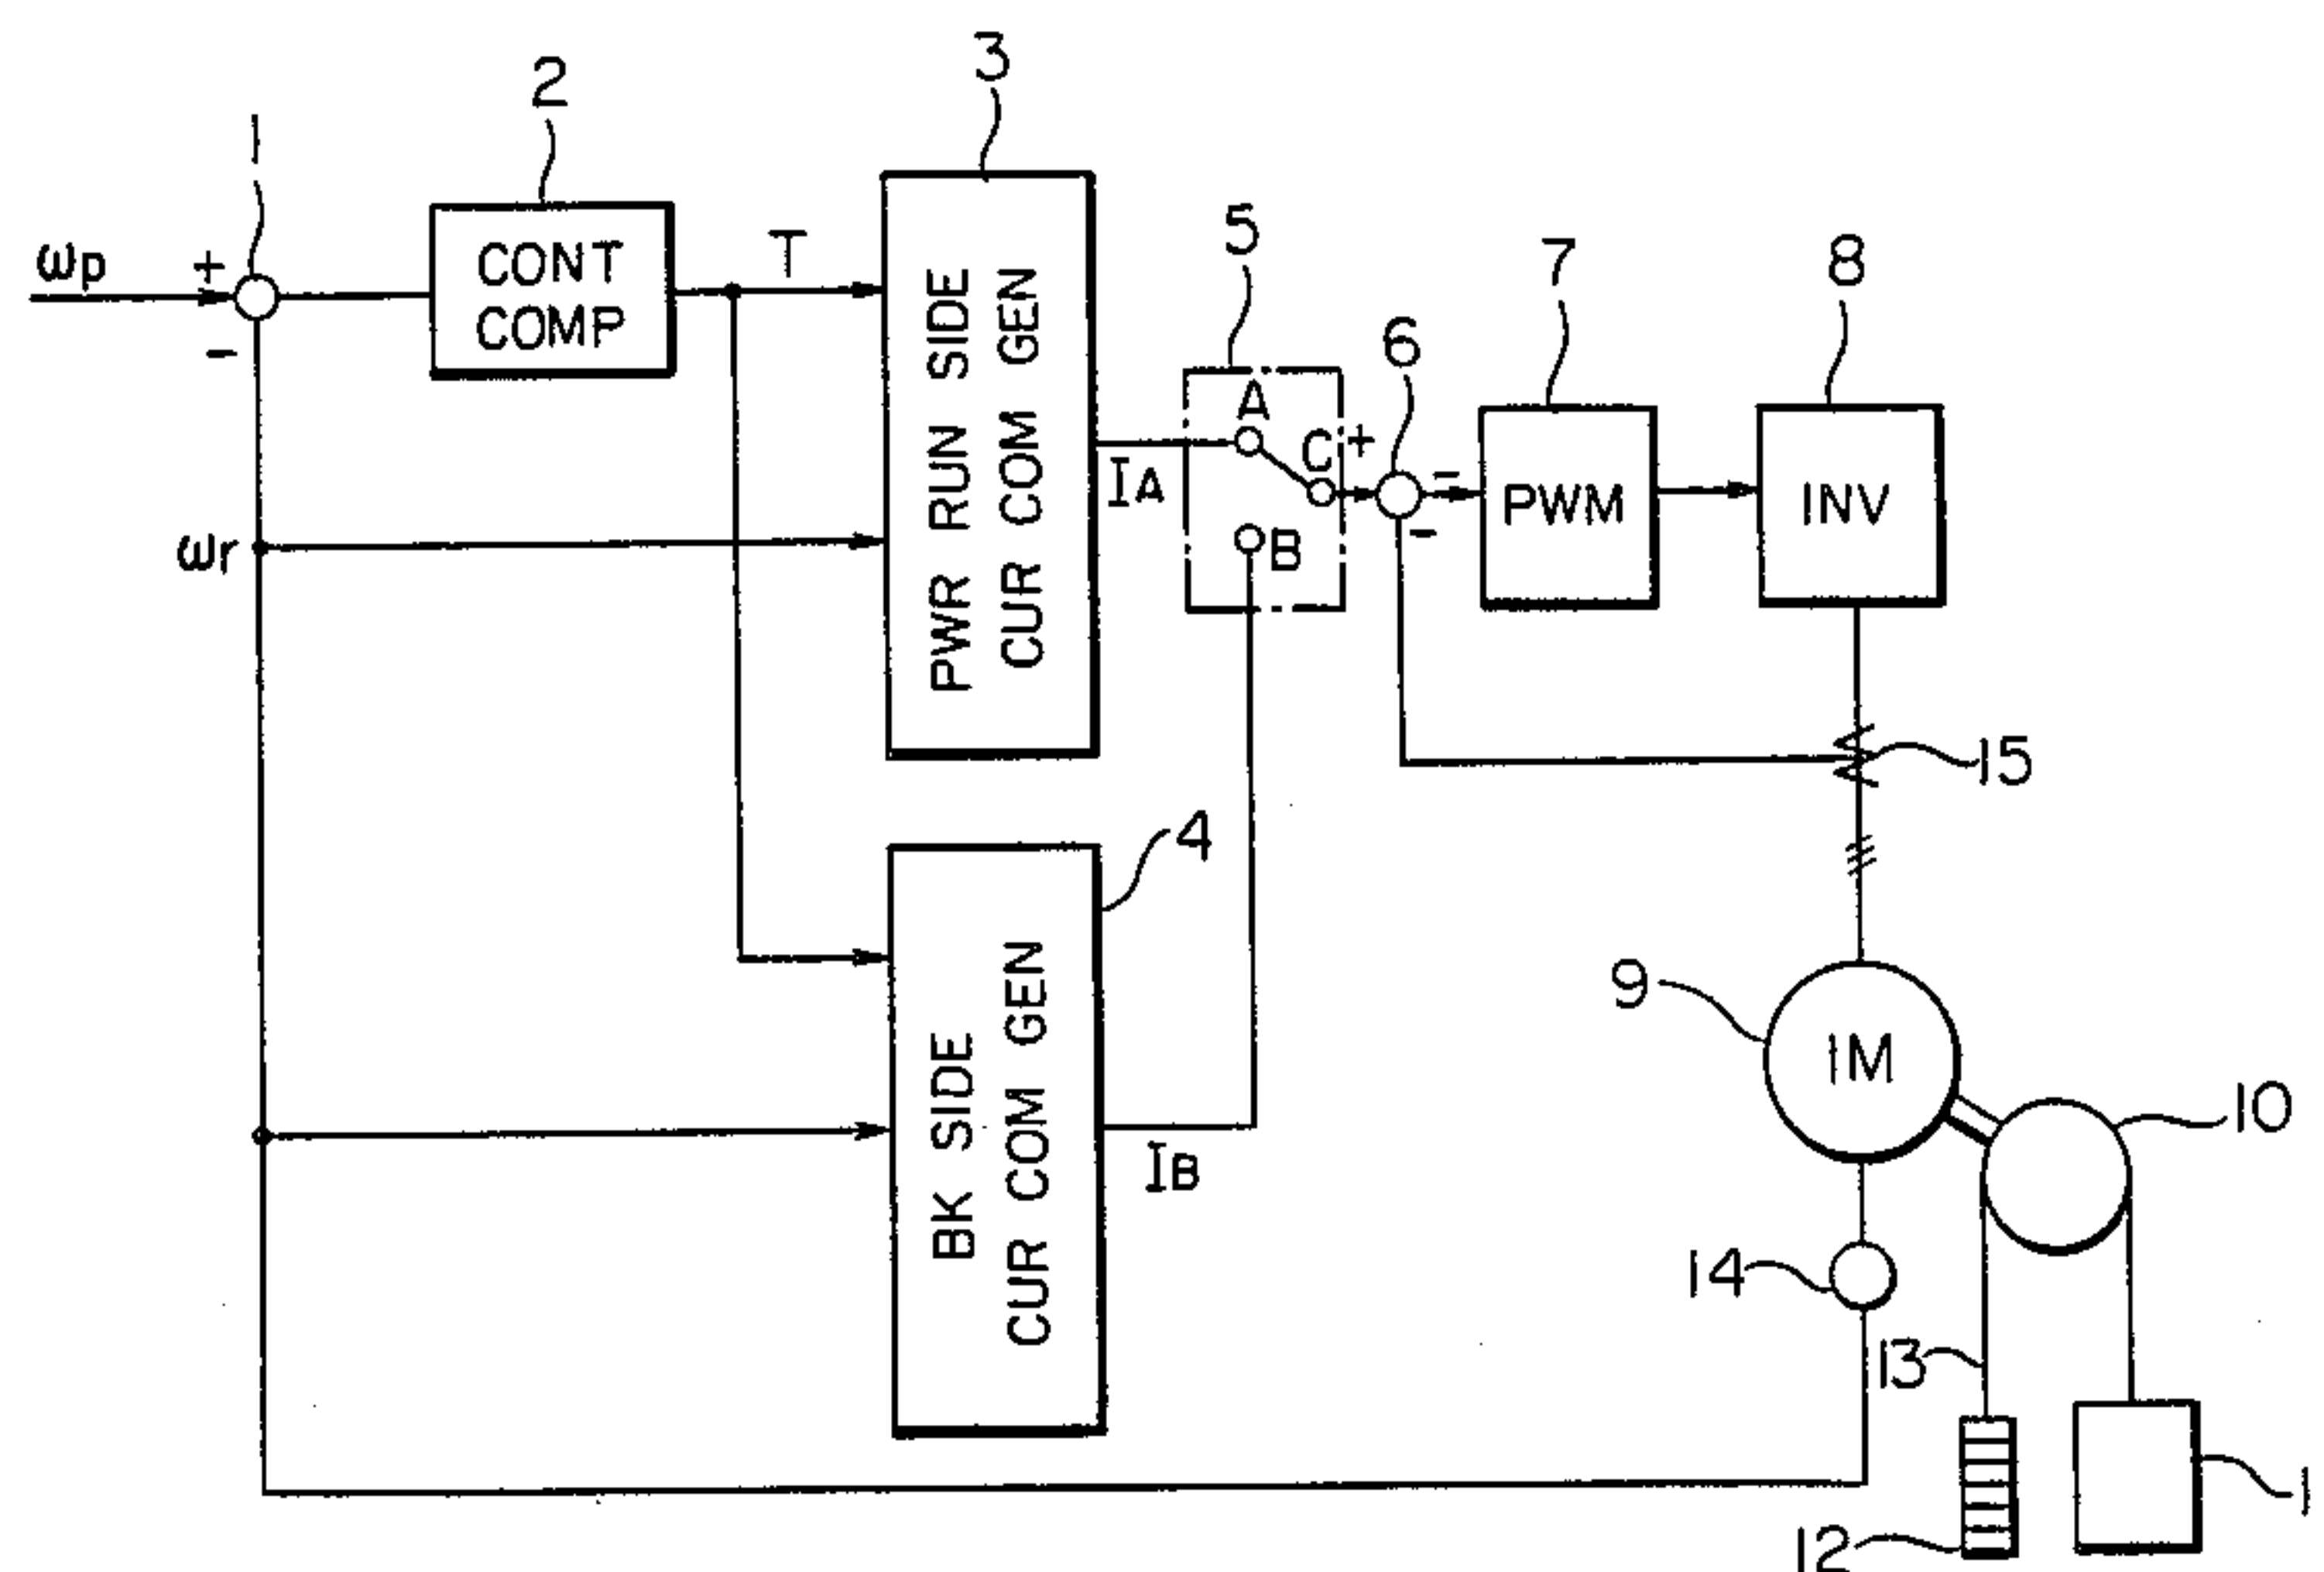 1
2
3
ωp
+
-
CONT
COMP
T
PWR RUN SIDE
CUR COM GEN
5
A
C
+
B
IA
6
-
-
7
PWM
8
INV
ωr
15
4
BK SIDE
CUR COM GEN
IB
9
IM
10
14
13
12